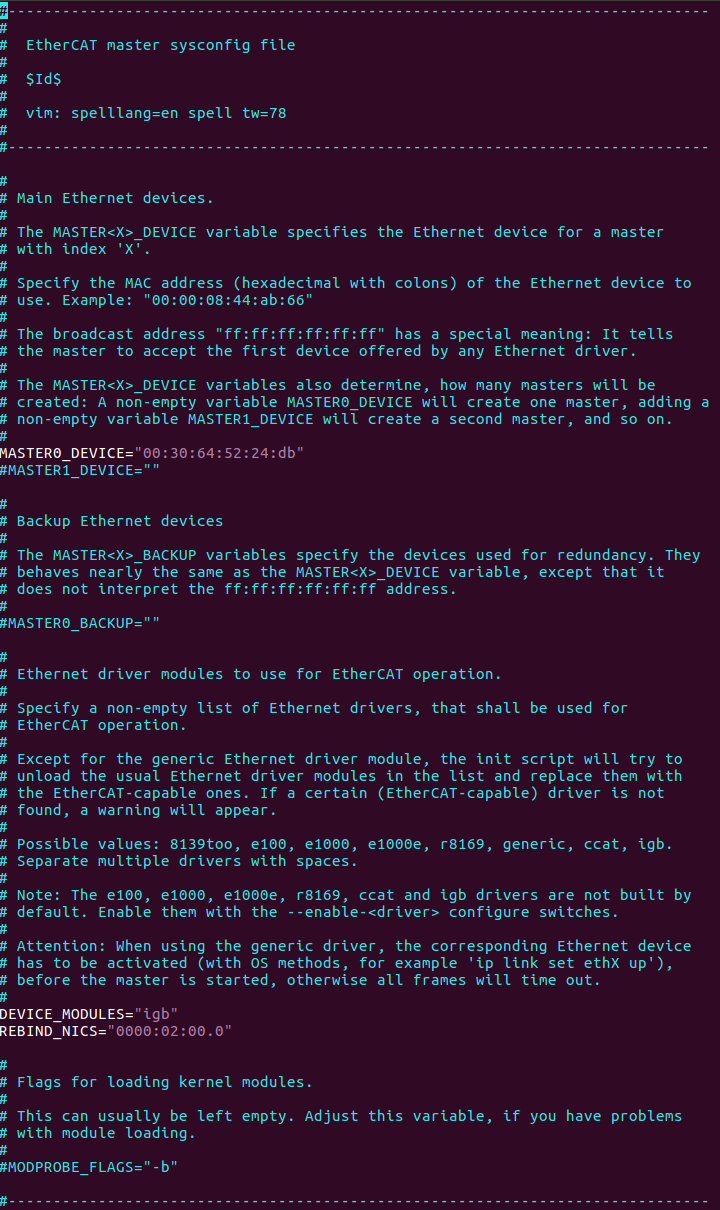 #------------------------------------------------------------------------------
#
#  EtherCAT master sysconfig file
#
#  $Id$
#
#  vim: spelllang=en spell tw=78
#
#------------------------------------------------------------------------------
#
# Main Ethernet devices.
#
# The MASTER<X>_DEVICE variable specifies the Ethernet device for a master
# with index 'X'.
#
# Specify the MAC address (hexadecimal with colons) of the Ethernet device to
# use. Example: "00:00:08:44:ab:66"
#
# The broadcast address "ff:ff:ff:ff:ff:ff" has a special meaning: It tells
# the master to accept the first device offered by any Ethernet driver.
#
# The MASTER<X>_DEVICE variables also determine, how many masters will be
# created: A non-empty variable MASTER0_DEVICE will create one master, adding a
# non-empty variable MASTER1_DEVICE will create a second master, and so on.
#
MASTER0_DEVICE="00:30:64:52:24:db"
#MASTER1_DEVICE=""
#
# Backup Ethernet devices
#
# The MASTER<X>_BACKUP variables specify the devices used for redundancy. They
# behaves nearly the same as the MASTER<X>_DEVICE variable, except that it
# does not interpret the ff:ff:ff:ff:ff:ff address.
#
#MASTER0_BACKUP=""
#
# Ethernet driver modules to use for EtherCAT operation.
#
# Specify a non-empty list of Ethernet drivers, that shall be used for
# EtherCAT operation.
#
# Except for the generic Ethernet driver module, the init script will try to
# unload the usual Ethernet driver modules in the list and replace them with
# the EtherCAT-capable ones. If a certain (EtherCAT-capable) driver is not
# found, a warning will appear.
#
# Possible values: 8139too, e100, e1000, e1000e, r8169, generic, ccat, igb.
# Separate multiple drivers with spaces.
#
# Note: The e100, e1000, e1000e, r8169, ccat and igb drivers are not built by
# default. Enable them with the --enable-<driver> configure switches.
#
# Attention: When using the generic driver, the corresponding Ethernet device
# has to be activated (with OS methods, for example 'ip link set ethX up'),
# before the master is started, otherwise all frames will time out.
#
DEVICE_MODULES="igb"
REBIND_NICS="0000:02:00.0"
#
# Flags for loading kernel modules.
#
# This can usually be left empty. Adjust this variable, if you have problems
# with module loading.
#
#MODPROBE_FLAGS="-b"
#------------------------------------------------------------------------------